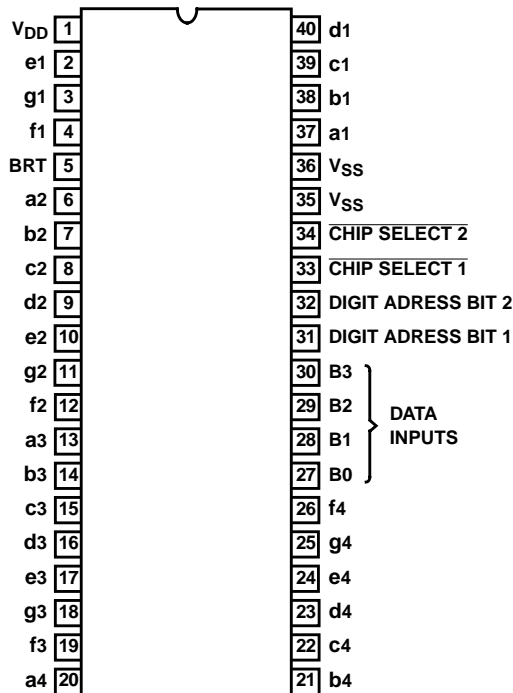 VDD 1 40 d1
e1 2 39 c1
g1 3 38 b1
f1 4 37 a1
BRT 5 36 VSS
a2 6 35 VSS
b2 7 34 CHIP SELECT 2
c2 8 33 CHIP SELECT 1
d2 9 32 DIGIT ADRESS BIT 2
e2 10 31 DIGIT ADRESS BIT 1
g2 11 30 B3
f2 12 29 B2
a3 13 28 B1
b3 14 27 B0
DATA
INPUTS
c3 15 26 f4
d3 16 25 g4
e3 17 24 e4
g3 18 23 d4
f3 19 22 c4
a4 20 21 b4